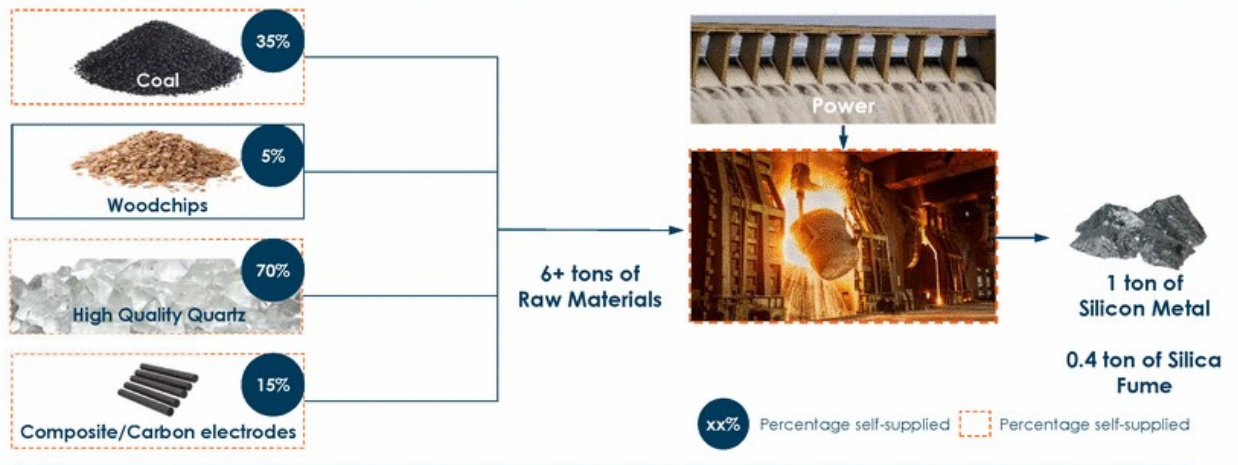 35%
Coal
5%
Woodchips
70%
High Quality Quartz
15%
Composite/Carbon electrodes
6+ tons of
Raw Materials
Power
1 ton of
Silicon Metal
0.4 ton of Silica
Fume
xx%
Percentage self-supplied
Percentage self-supplied